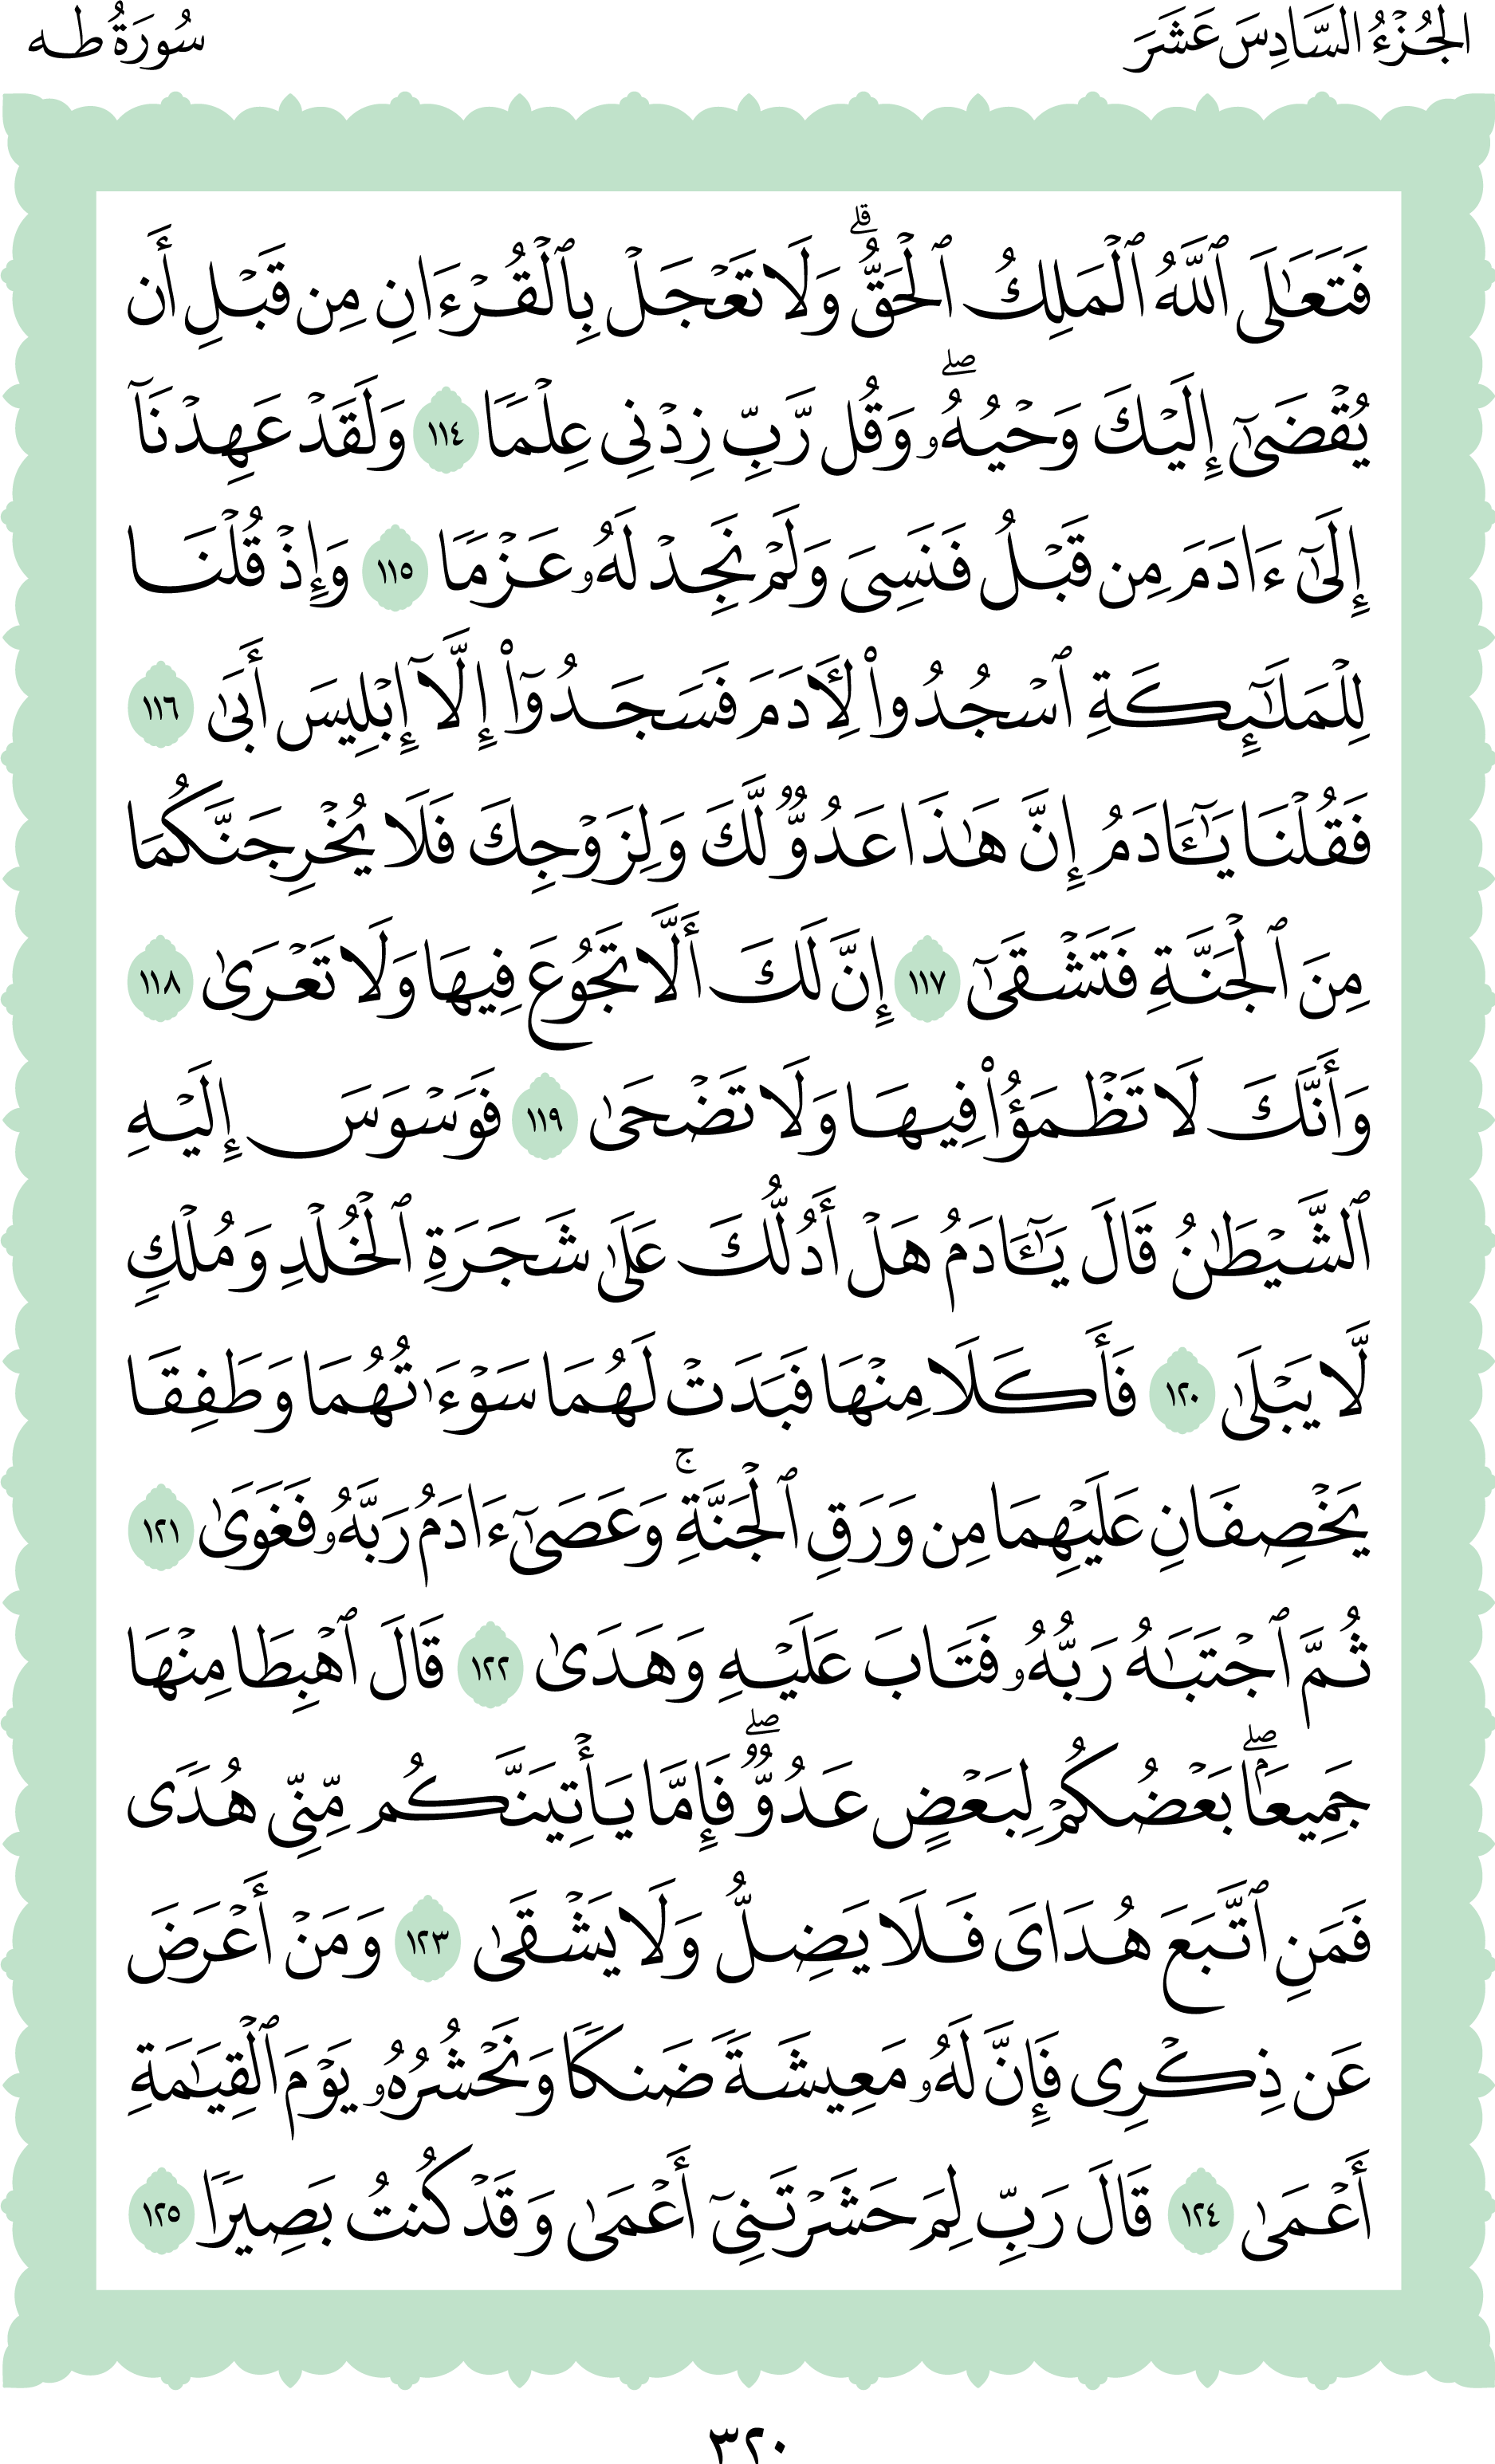 الجُزْءُ السَّادِسَ عَشَرَ
سُورَةُ طه
فَتَعَٰلَى ٱللَّهُ ٱلْمَلِكُ ٱلْحَقُّۗ وَلَا تَعْجَلْ بِٱلْقُرْءَانِ مِن قَبْلِ أَن
يُقْضَىٰٓ إِلَيْكَ وَحْيُهُۥۖ وَقُل رَّبِّ زِدْنِى عِلْمًا ١١٤ وَلَقَدْ عَهِدْنَآ
إِلَىٰٓ ءَادَمَ مِن قَبْلُ فَنَسِىَ وَلَمْ نَجِدْ لَهُۥ عَزْمًا ١١٥ وَإِذْ قُلْنَا
لِلْمَلَٰٓئِكَةِ ٱسْجُدُوا۟ لِأَدَمَ فَسَجَدُوٓا۟ إِلَّآ إِبْلِيسَ أَبَىٰ ١١٦
فَقُلْنَا يَٰٓـَٔادَمُ إِنَّ هَٰذَا عَدُوٌّ لَّكَ وَلِزَوْجِكَ فَلَا يُخْرِجَنَّكُمَا
مِنَ ٱلْجَنَّةِ فَتَشْقَىٰٓ ١١٧ إِنَّ لَكَ أَلَّا تَجُوعَ فِيهَا وَلَا تَعْرَىٰ ١١٨
وَأَنَّكَ لَا تَظْمَؤُا۟ فِيهَا وَلَا تَضْحَىٰ ١١٩ فَوَسْوَسَ إِلَيْهِ
ٱلشَّيْطَٰنُ قَالَ يَٰٓـَٔادَمُ هَلْ أَدُلُّكَ عَلَىٰ شَجَرَةِ ٱلْخُلْدِ وَمُلْكٍ
لَّا يَبْلَىٰ ١٢٠ فَأَكَلَا مِنْهَا فَبَدَتْ لَهُمَا سَوْءَٰتُهُمَا وَطَفِقَا
يَخْصِفَانِ عَلَيْهِمَا مِن وَرَقِ ٱلْجَنَّةِۚ وَعَصَىٰٓ ءَادَمُ رَبَّهُۥ فَغَوَىٰ ١٢١
ثُمَّ ٱجْتَبَٰهُ رَبُّهُۥ فَتَابَ عَلَيْهِ وَهَدَىٰ ١٢٢ قَالَ ٱهْبِطَا مِنْهَا
جَمِيعًۢاۖ بَعْضُكُمْ لِبَعْضٍ عَدُوٌّۖ فَإِمَّا يَأْتِيَنَّكُم مِّنِّى هُدًى
فَمَنِ ٱتَّبَعَ هُدَاىَ فَلَا يَضِلُّ وَلَا يَشْقَىٰ ١٢٣ وَمَنْ أَعْرَضَ
عَن ذِكْرِى فَإِنَّ لَهُۥ مَعِيشَةً ضَنكًا وَنَحْشُرُهُۥ يَوْمَ ٱلْقِيَٰمَةِ
أَعْمَىٰ ١٢٤ قَالَ رَبِّ لِمَ حَشَرْتَنِىٓ أَعْمَىٰ وَقَدْ كُنتُ بَصِيرًا ١٢٥
٣٢٠